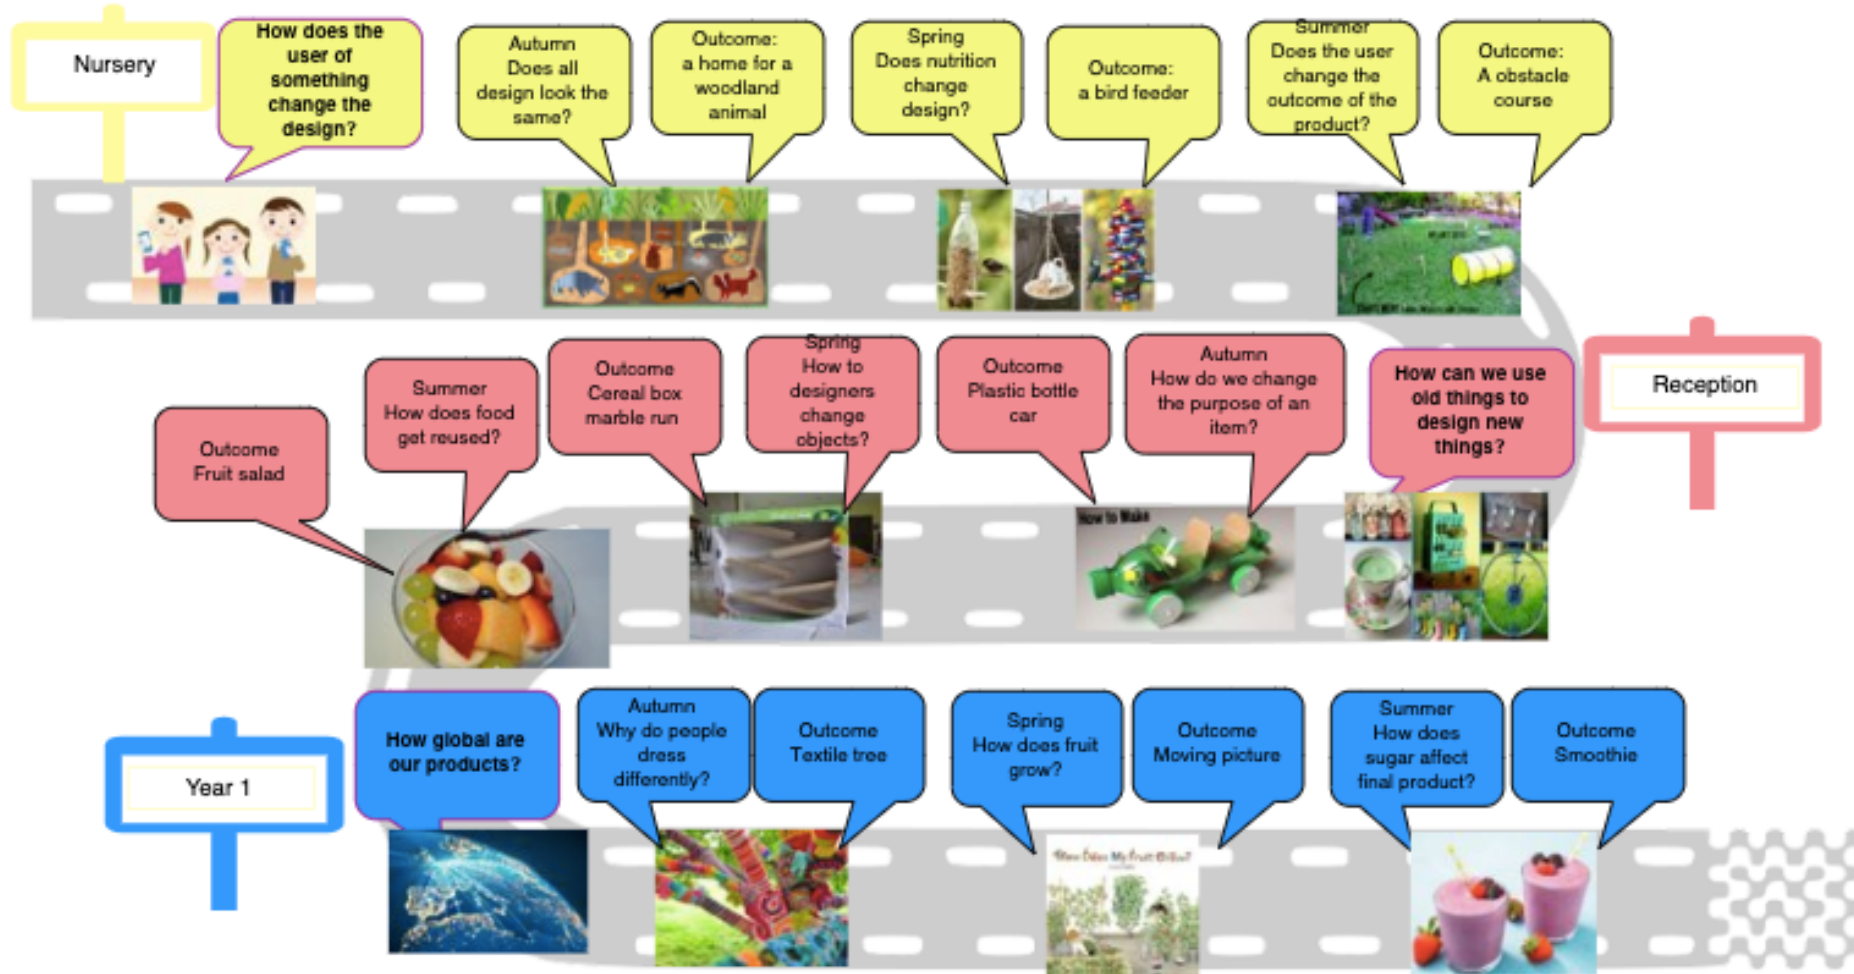 Nursery
How does the
user of
something
change the
design?
Autumn
Does all
design look the
same?
Outcome:
a home for a
woodland
animal
Spring
Does nutrition
change
design?
Outcome:
a bird feeder
Summer
Does the user
change the
outcome of the
product?
Outcome:
A obstacle
course
Reception
How can we use
old things to
design new
things?
Autumn
How do we change
the purpose of an
item?
Outcome
Plastic bottle
car
Spring
How to
designers
change
objects?
Outcome
Cereal box
marble run
Summer
How does food
get reused?
Outcome
Fruit salad
How to Make
Year 1
How global are
our products?
Autumn
Why do people
dress
differently?
Outcome
Textile tree
Spring
How does fruit
grow?
Outcome
Moving picture
Summer
How does
sugar affect
final product?
Outcome
Smoothie
How Does My Fruit Grow?